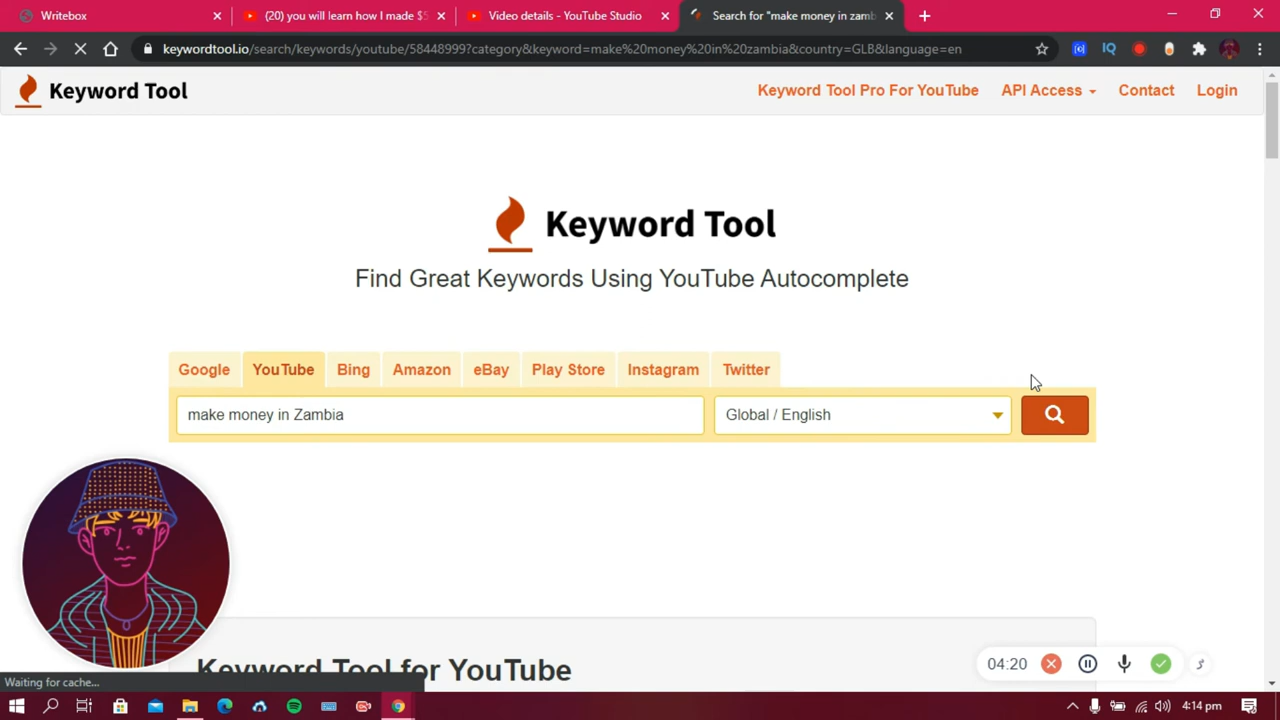 Writebox
(20) you will learn how I made $5
Video details - YouTube Studio
Search for "make money in zamb
keywordtool.io/search/keywords/youtube/58448999?category&keyword=make%20money%20in%20zambia&country=GLB&language=en
IQ
Keyword Tool
Keyword Tool Pro For YouTube
API Access
Contact
Login
Keyword Tool
Find Great Keywords Using YouTube Autocomplete
Google
YouTube
Bing
Amazon
eBay
Play Store
Instagram
Twitter
make money in Zambia
Global / English
Keyword Tool for YouTube
04:20
Waiting for cache...
4:14 pm